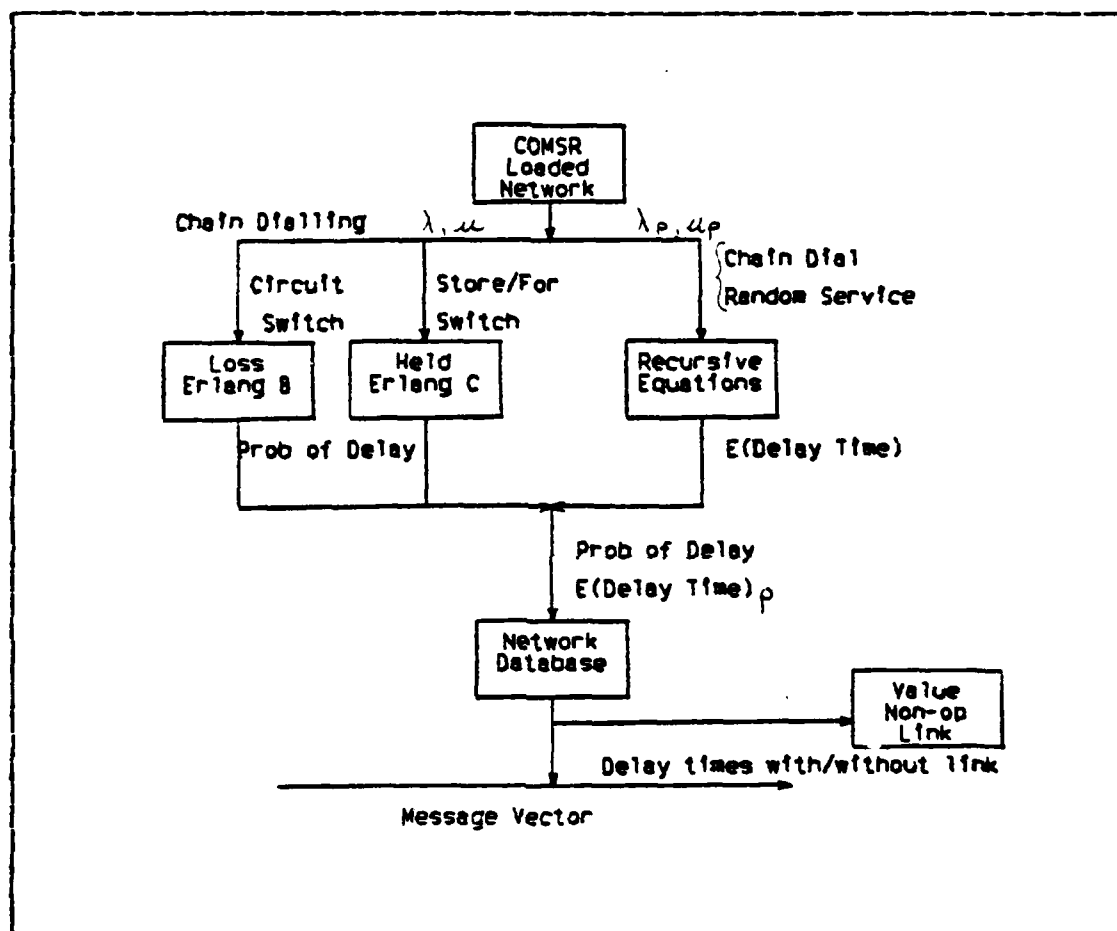 COMSR
Loaded
Network
Chain Dialling
λ, μ
λρ, μρ
Circuit
Switch
Store/For
Switch
Chain Dial
Random Service
Loss
Erlang B
Held
Erlang C
Recursive
Equations
Prob of Delay
E(Delay Time)
Prob of Delay
E(Delay Time)ρ
Network
Database
Value
Non-op
Link
Delay times with/without link
Message Vector